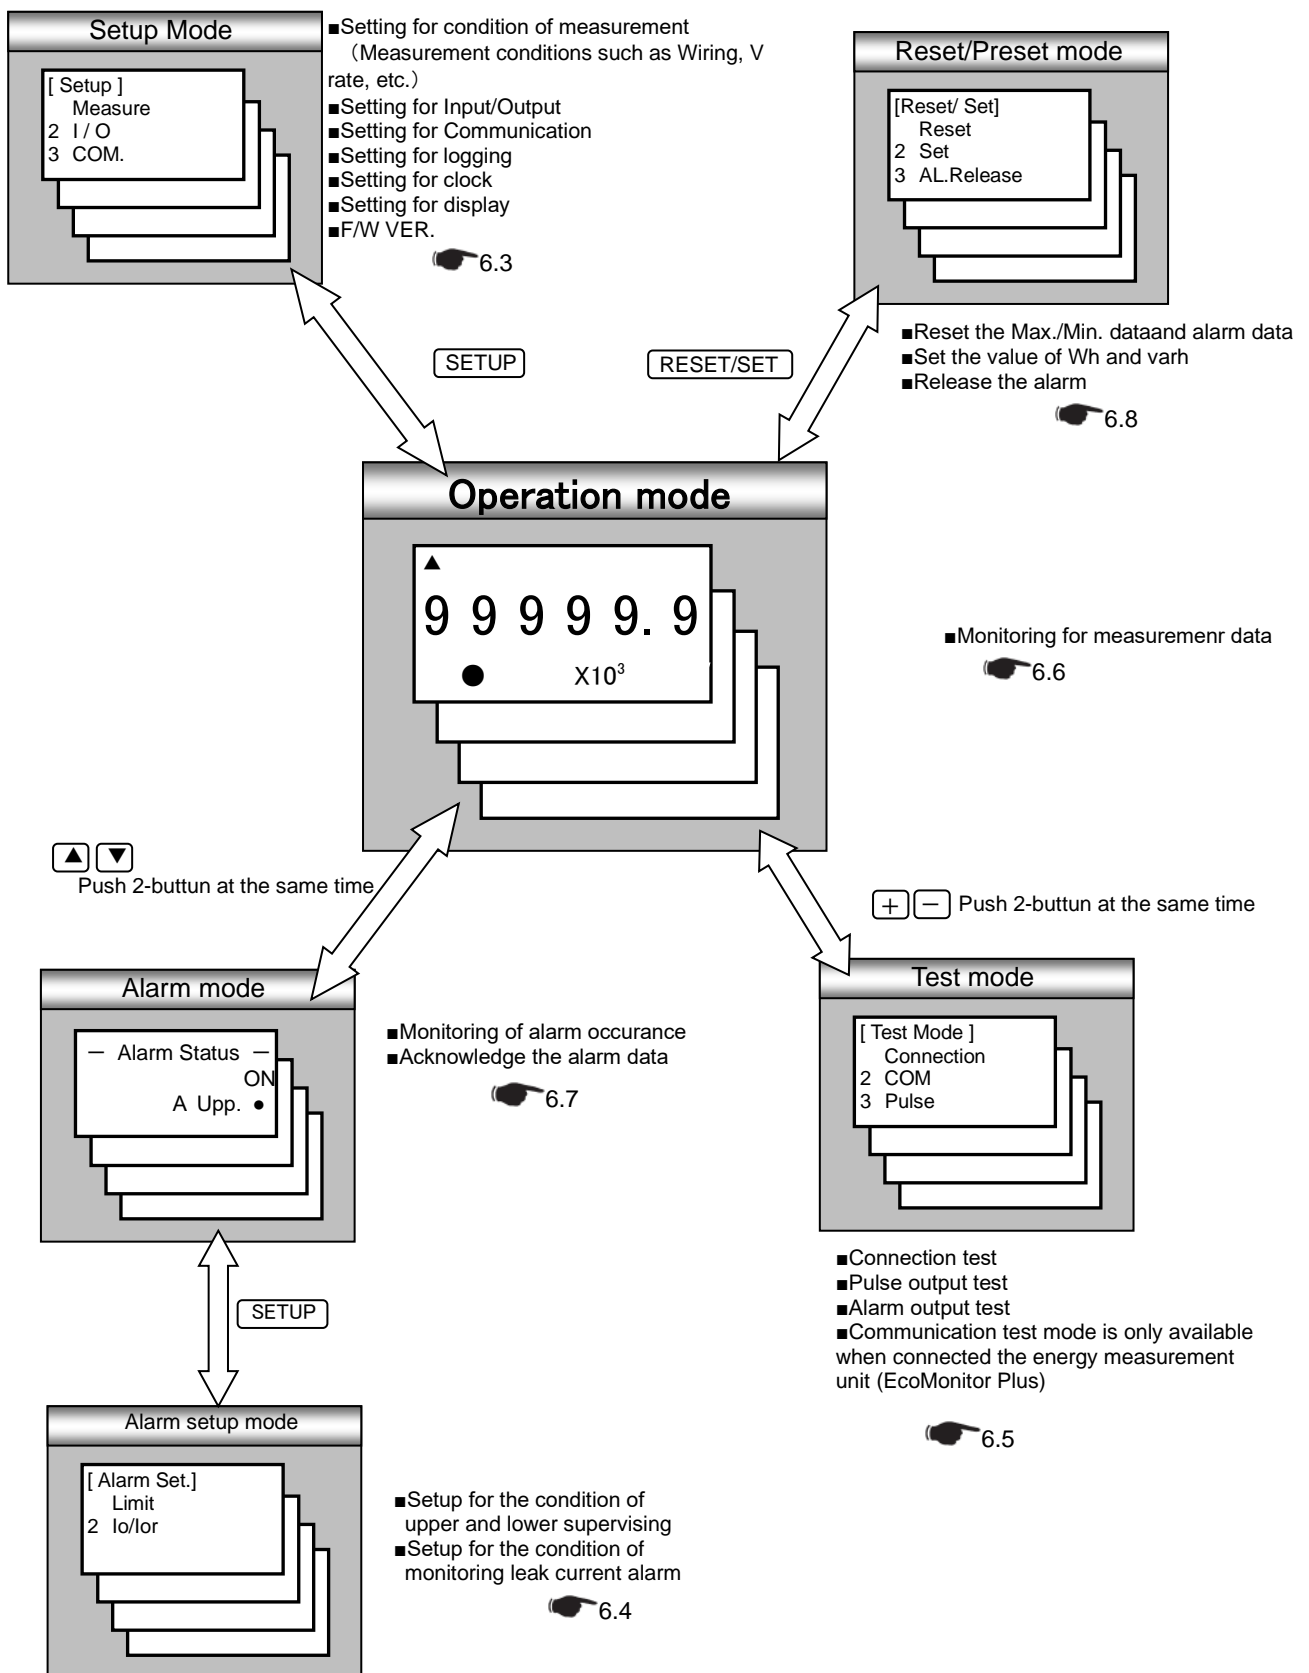 Setup Mode
[ Setup ]
Measure
2 I / O
3 COM.
■Setting for condition of measurement
（Measurement conditions such as Wiring, V
rate, etc.）
■Setting for Input/Output
■Setting for Communication
■Setting for logging
■Setting for clock
■Setting for display
■F/W VER.
6.3
Reset/Preset mode
[Reset/ Set]
Reset
2 Set
3 AL.Release
■Reset the Max./Min. dataand alarm data
■Set the value of Wh and varh
■Release the alarm
6.8
SETUP
RESET/SET
Operation mode
▲
9 9 9 9 9. 9
● X10³
■Monitoring for measuremenr data
6.6
▲ ▼
Push 2-buttun at the same time
+ − Push 2-buttun at the same time
Alarm mode
− Alarm Status −
ON
A Upp. ●
■Monitoring of alarm occurance
■Acknowledge the alarm data
6.7
Test mode
[ Test Mode ]
Connection
2 COM
3 Pulse
■Connection test
■Pulse output test
■Alarm output test
■Communication test mode is only available
when connected the energy measurement
unit (EcoMonitor Plus)
6.5
SETUP
Alarm setup mode
[ Alarm Set.]
Limit
2 Io/Ior
■Setup for the condition of
upper and lower supervising
■Setup for the condition of
monitoring leak current alarm
6.4